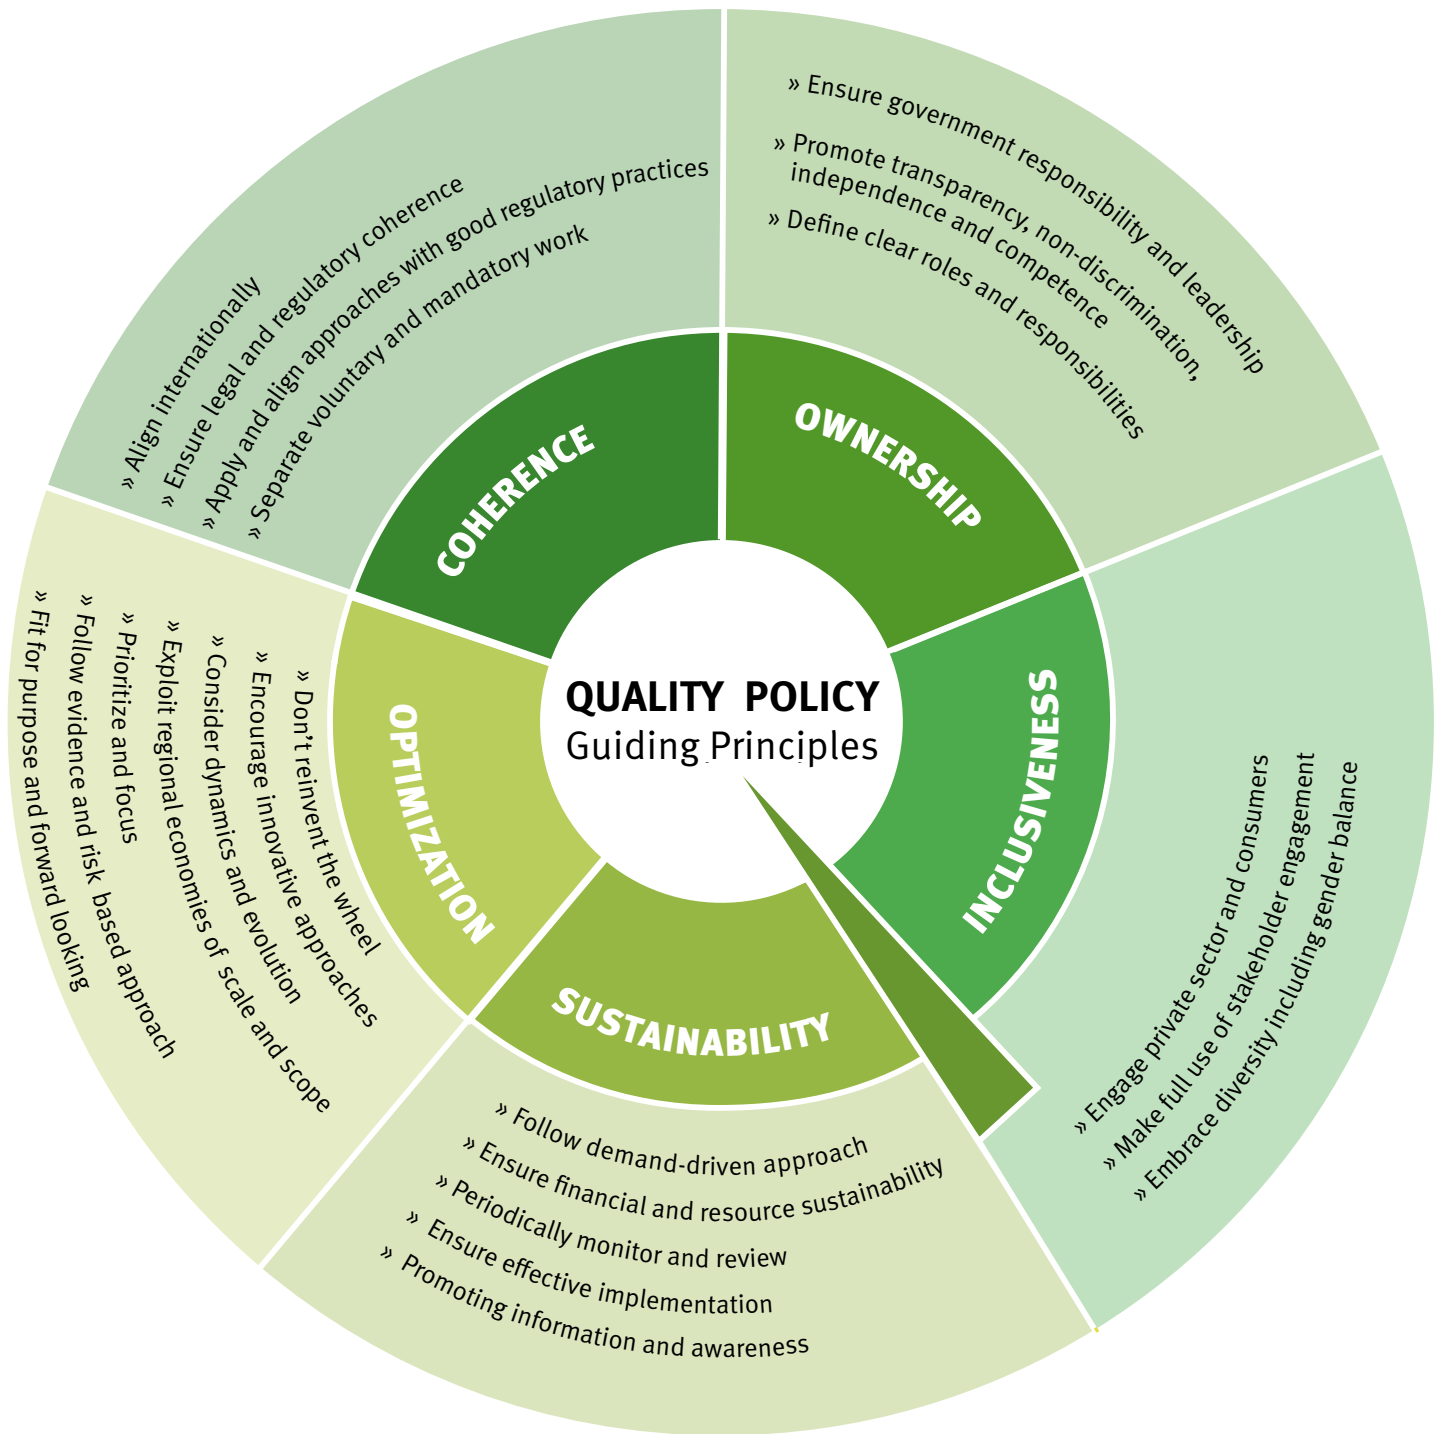 QUALITY POLICY
Guiding Principles
OWNERSHIP
» Ensure government responsibility and leadership
» Promote transparency, non-discrimination,
independence and competence
» Define clear roles and responsibilities
INCLUSIVENESS
» Engage private sector and consumers
» Make full use of stakeholder engagement
» Embrace diversity including gender balance
SUSTAINABILITY
» Follow demand-driven approach
» Ensure financial and resource sustainability
» Periodically monitor and review
» Ensure effective implementation
» Promoting information and awareness
OPTIMIZATION
» Don't reinvent the wheel
» Encourage innovative approaches
» Consider dynamics and evolution
» Exploit regional economies of scale and scope
» Prioritize and focus
» Follow evidence and risk based approach
» Fit for purpose and forward looking
COHERENCE
» Align internationally
» Ensure legal and regulatory coherence
» Apply and align approaches with good regulatory practices
» Separate voluntary and mandatory work